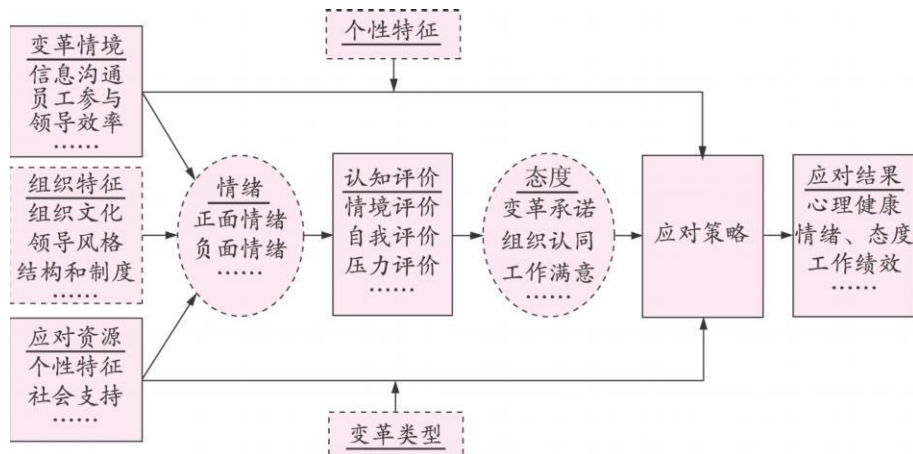 变革情境
信息沟通
员工参与
领导效率
……
组织特征
组织文化
领导风格
结构和制度
……
应对资源
个性特征
社会支持
……
个性特征
情绪
正面情绪
负面情绪
……
认知评价
情境评价
自我评价
压力评价
……
态度
变革承诺
组织认同
工作满意
……
应对策略
应对结果
心理健康
情绪、态度
工作绩效
……
变革类型